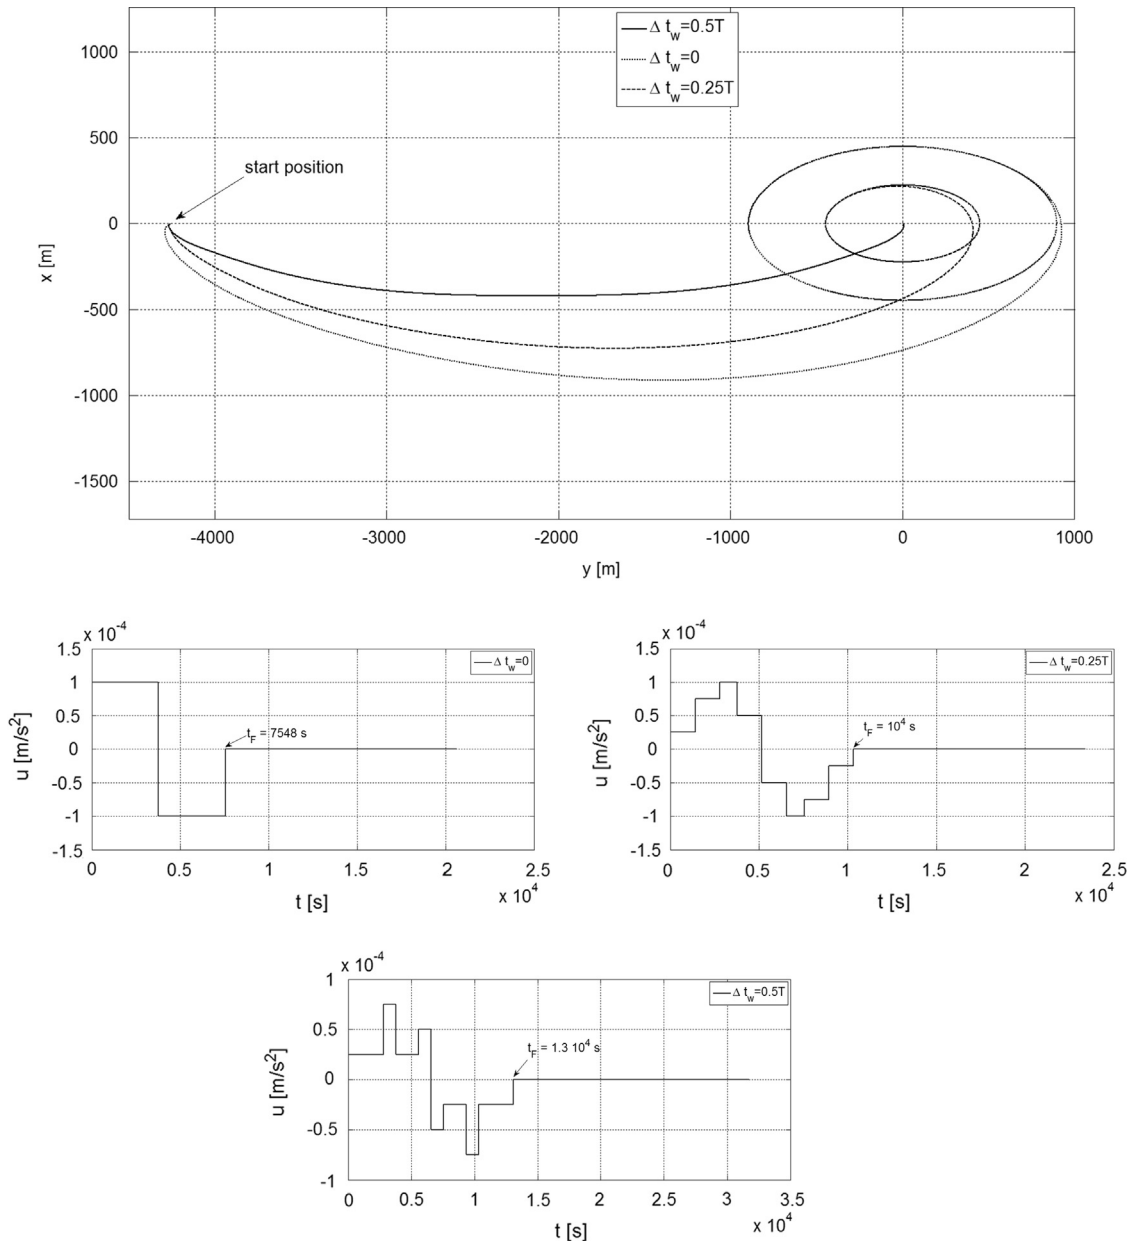 Δ t_w=0.5T
Δ t_w=0
Δ t_w=0.25T
start position
1000
500
0
-500
-1000
-1500
x [m]
-4000 -3000 -2000 -1000 0 1000
y [m]
x 10^-4
1.5
1
0.5
0
-0.5
-1
-1.5
u [m/s^2]
Δ t_w=0
t_F = 7548 s
0 0.5 1 1.5 2 2.5
x 10^4
t [s]
x 10^-4
1.5
1
0.5
0
-0.5
-1
-1.5
u [m/s^2]
Δ t_w=0.25T
t_F = 10^4 s
0 0.5 1 1.5 2 2.5
x 10^4
t [s]
x 10^-4
1
0.5
0
-0.5
-1
u [m/s^2]
Δ t_w=0.5T
t_F = 1.3 10^4 s
0 0.5 1 1.5 2 2.5 3 3.5
x 10^4
t [s]